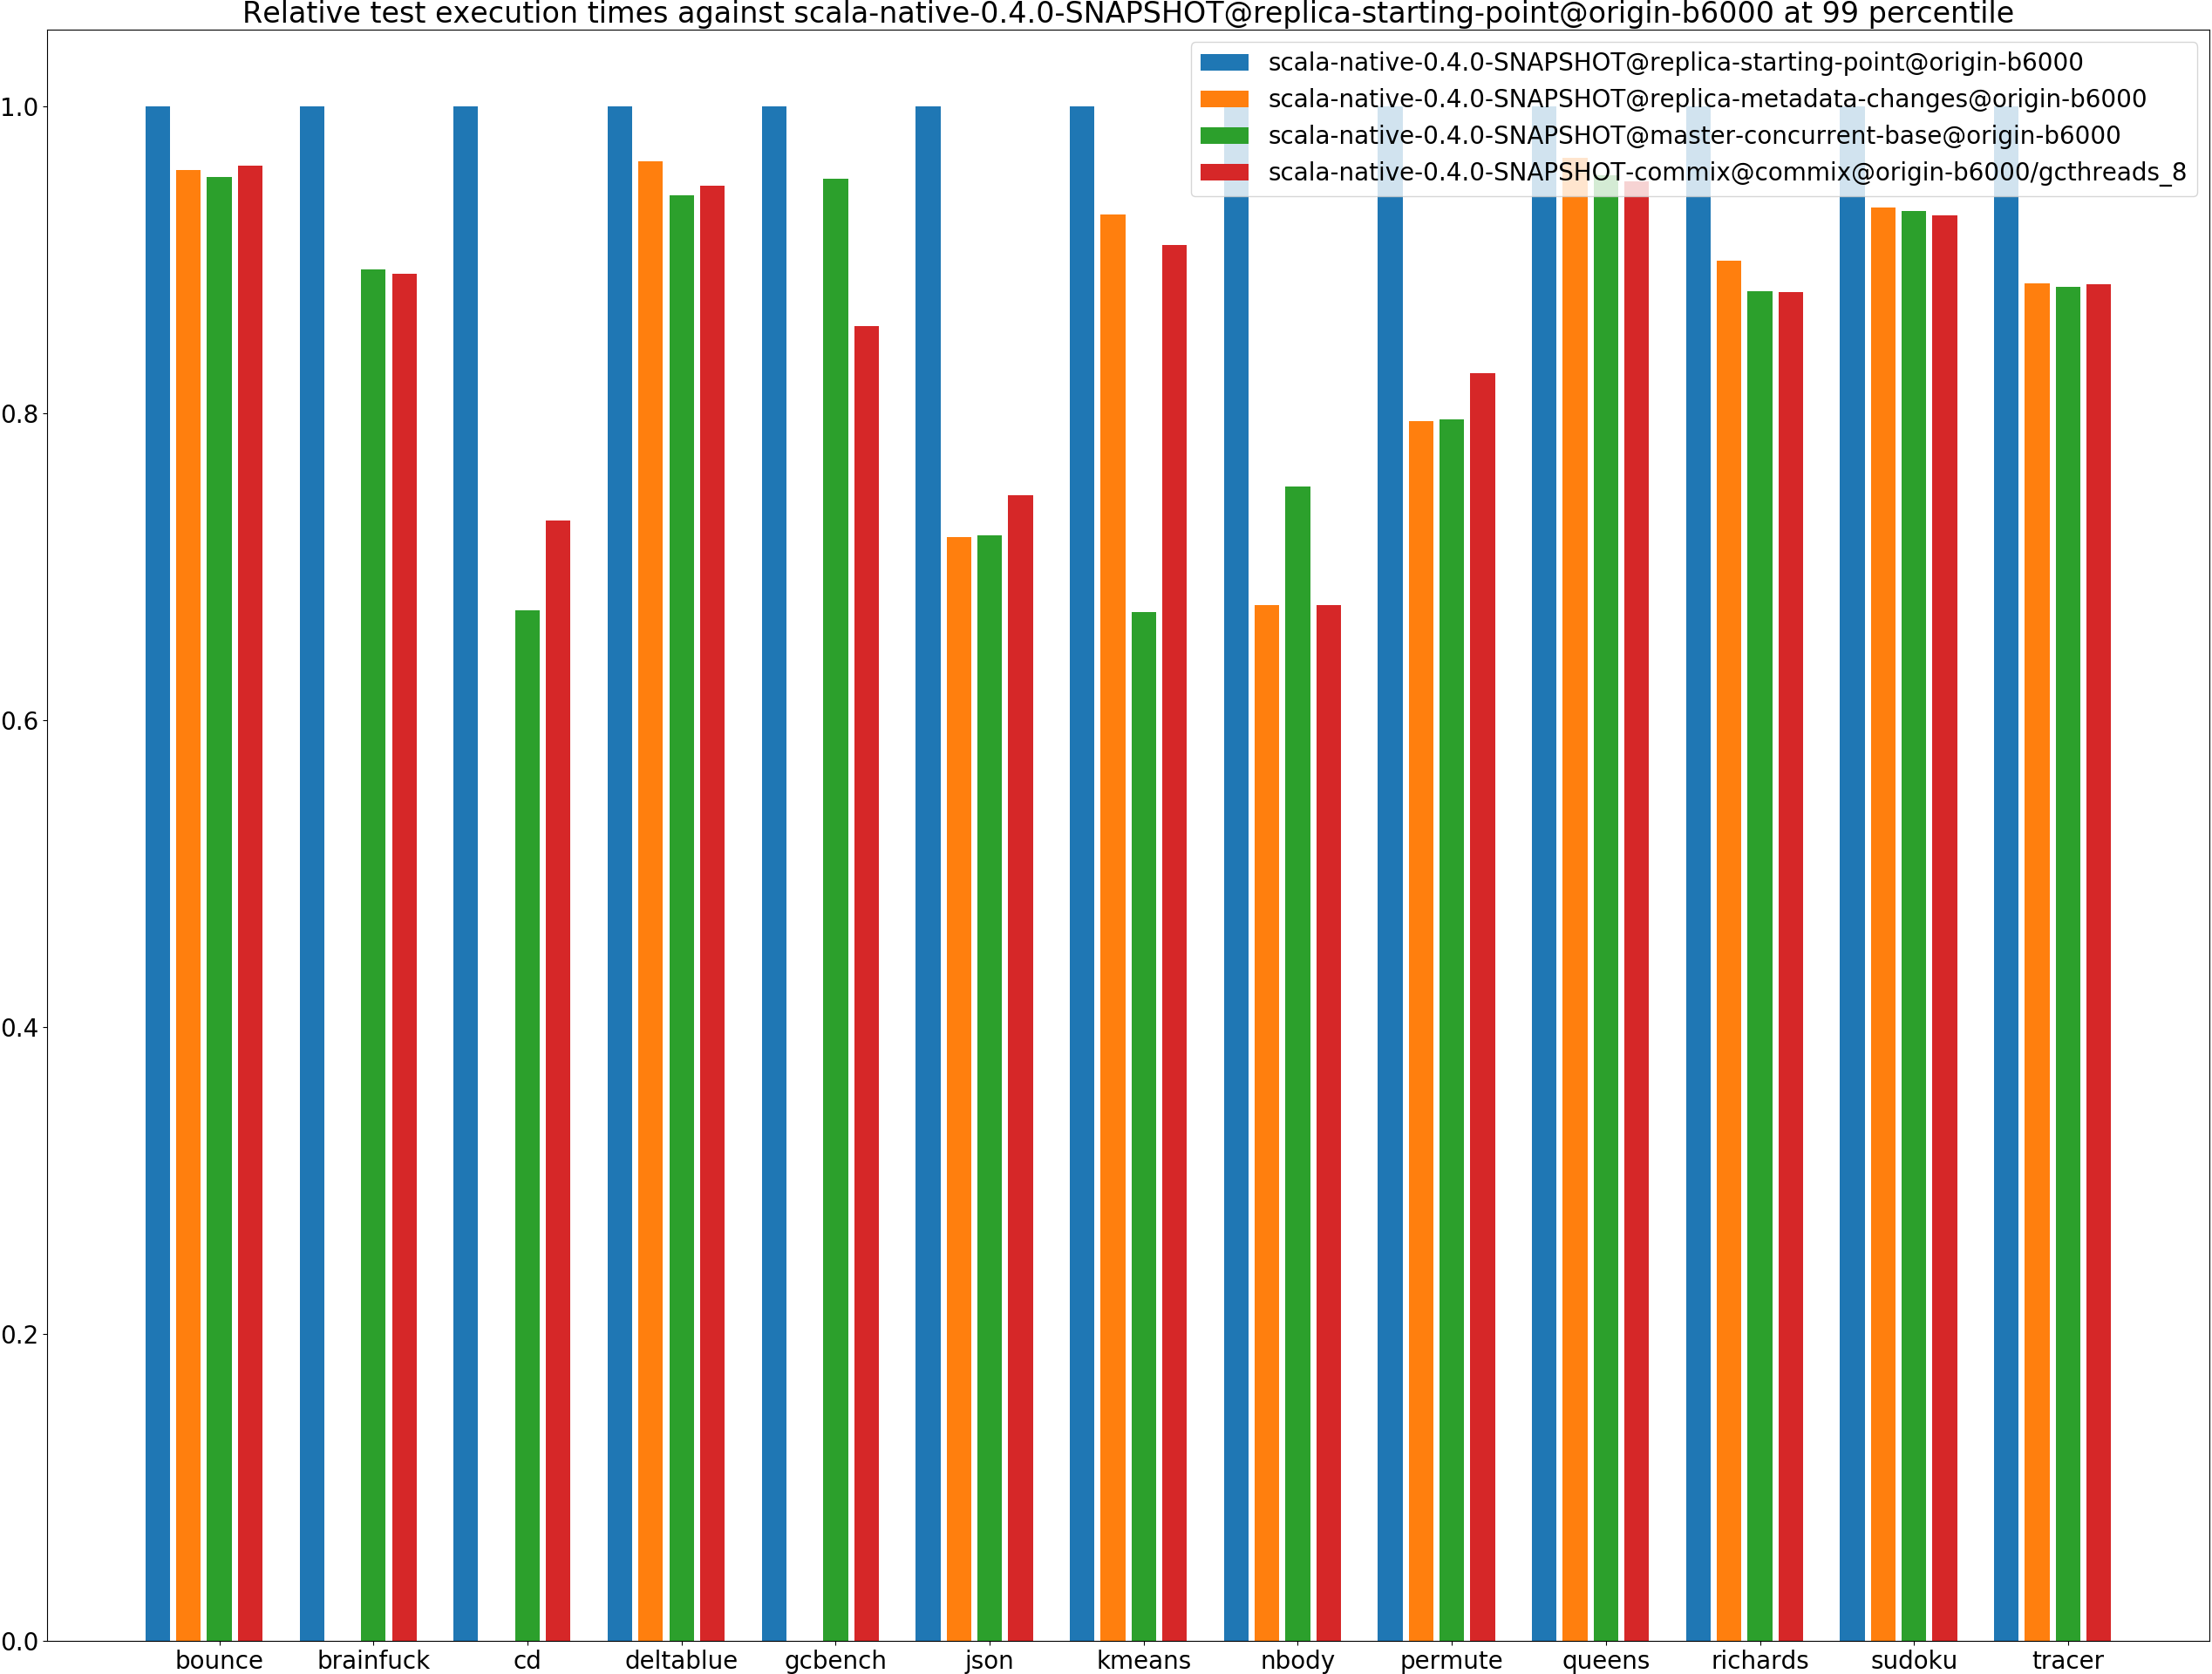 Relative test execution times against scala-native-0.4.0-SNAPSHOT@replica-starting-point@origin-b6000 at 99 percentile
scala-native-0.4.0-SNAPSHOT@replica-starting-point@origin-b6000
scala-native-0.4.0-SNAPSHOT@replica-metadata-changes@origin-b6000
scala-native-0.4.0-SNAPSHOT@master-concurrent-base@origin-b6000
scala-native-0.4.0-SNAPSHOT-commix@commix@origin-b6000/gcthreads_8
1.0
0.8
0.6
0.4
0.2
0.0
bounce brainfuck cd deltablue gcbench json kmeans nbody permute queens richards sudoku tracer